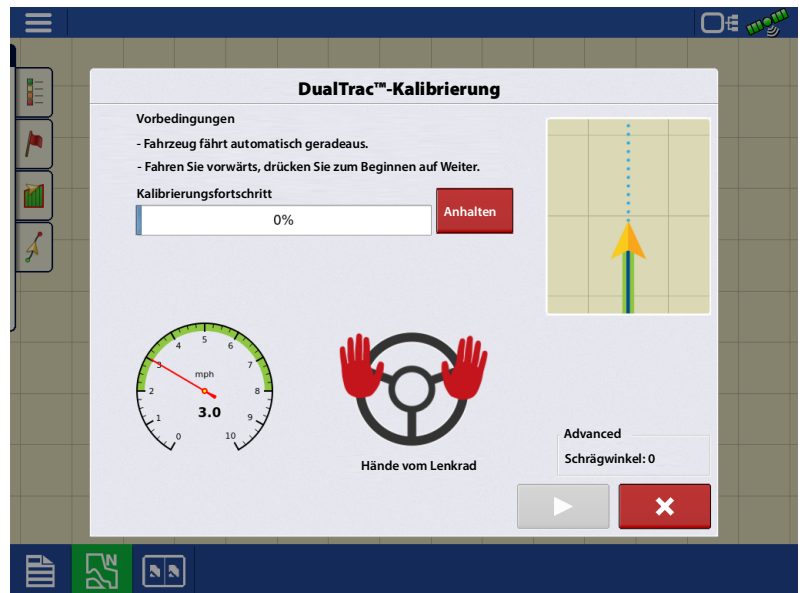 DualTrac™-Kalibrierung
Vorbedingungen
- Fahrzeug fährt automatisch geradeaus.
- Fahren Sie vorwärts, drücken Sie zum Beginnen auf Weiter.
Kalibrierungsfortschritt
0%
Anhalten
0
1
2
3
4
5
6
7
8
9
10
mph
3.0
Hände vom Lenkrad
Advanced
Schrägwinkel: 0
N